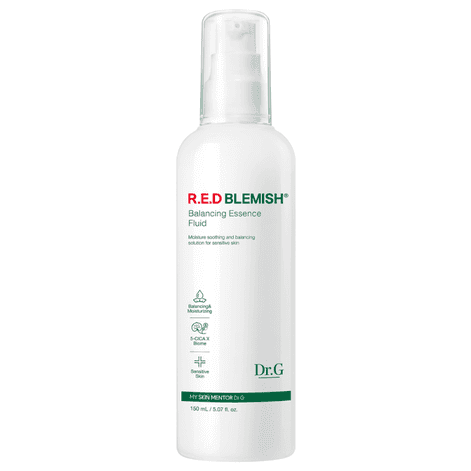 R.E.D BLEMISH®
Balancing Essence
Fluid
Moisture soothing and balancing
solution for sensitive skin
Balancing&
Moisturizing
5-CICA X
Biome
Sensitive
Skin
Dr.G
MY SKIN MENTOR Dr.G
150 mL / 5.07 fl. oz.